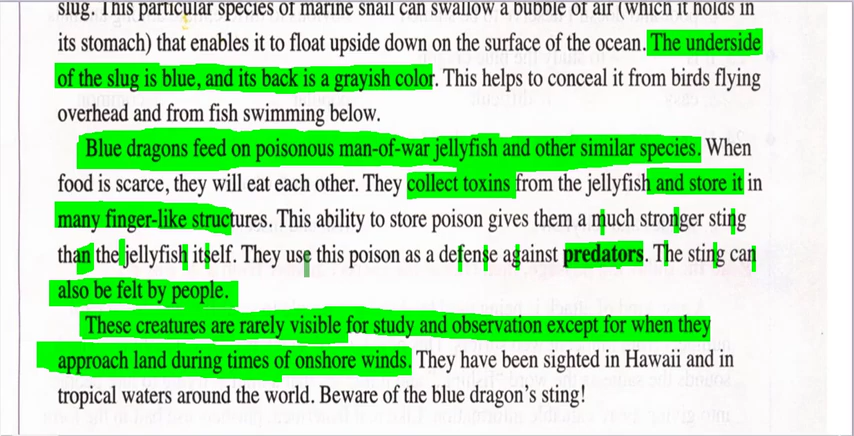 slug. This particular species of marine snail can swallow a bubble of air (which it holds in
its stomach) that enables it to float upside down on the surface of the ocean. The underside
of the slug is blue, and its back is a grayish color. This helps to conceal it from birds flying
overhead and from fish swimming below.
Blue dragons feed on poisonous man-of-war jellyfish and other similar species. When
food is scarce, they will eat each other. They collect toxins from the jellyfish and store it in
many finger-like structures. This ability to store poison gives them a much stronger sting
than the jellyfish itself. They use this poison as a defense against predators. The sting can
also be felt by people.
These creatures are rarely visible for study and observation except for when they
approach land during times of onshore winds. They have been sighted in Hawaii and in
tropical waters around the world. Beware of the blue dragon's sting!